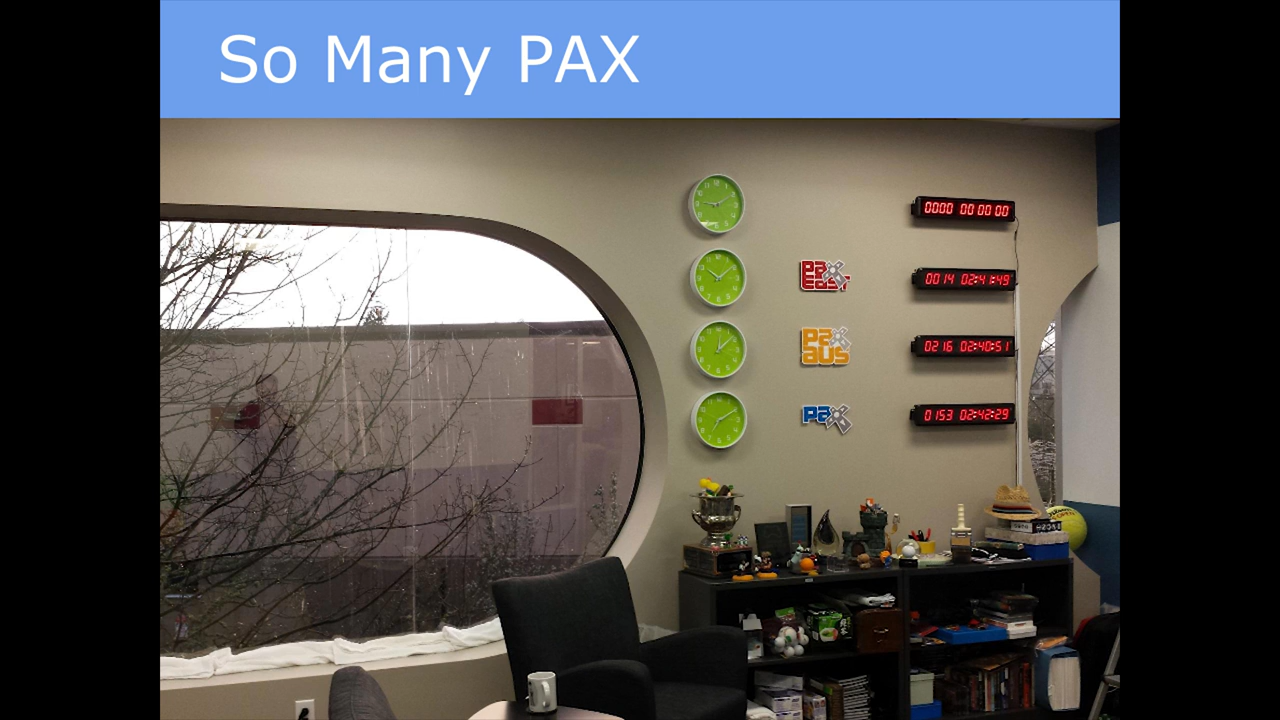 So Many PAX
0000 00 00 00
pax east
0014 02:41:49
pax aus
0216 02:40:51
pax
0153 02:42:29